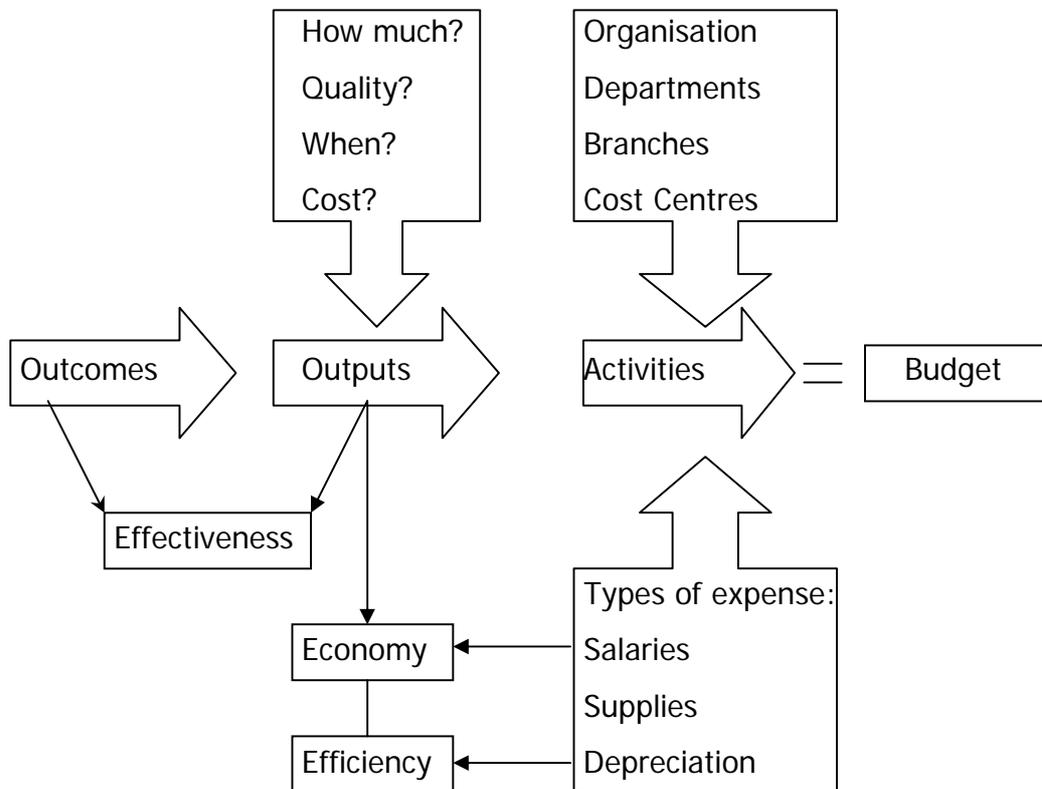 How much?
Quality?
When?
Cost?
Organisation
Departments
Branches
Cost Centres
Outcomes
Outputs
Activities
Budget
Effectiveness
Types of expense:
Salaries
Supplies
Depreciation
Economy
Efficiency